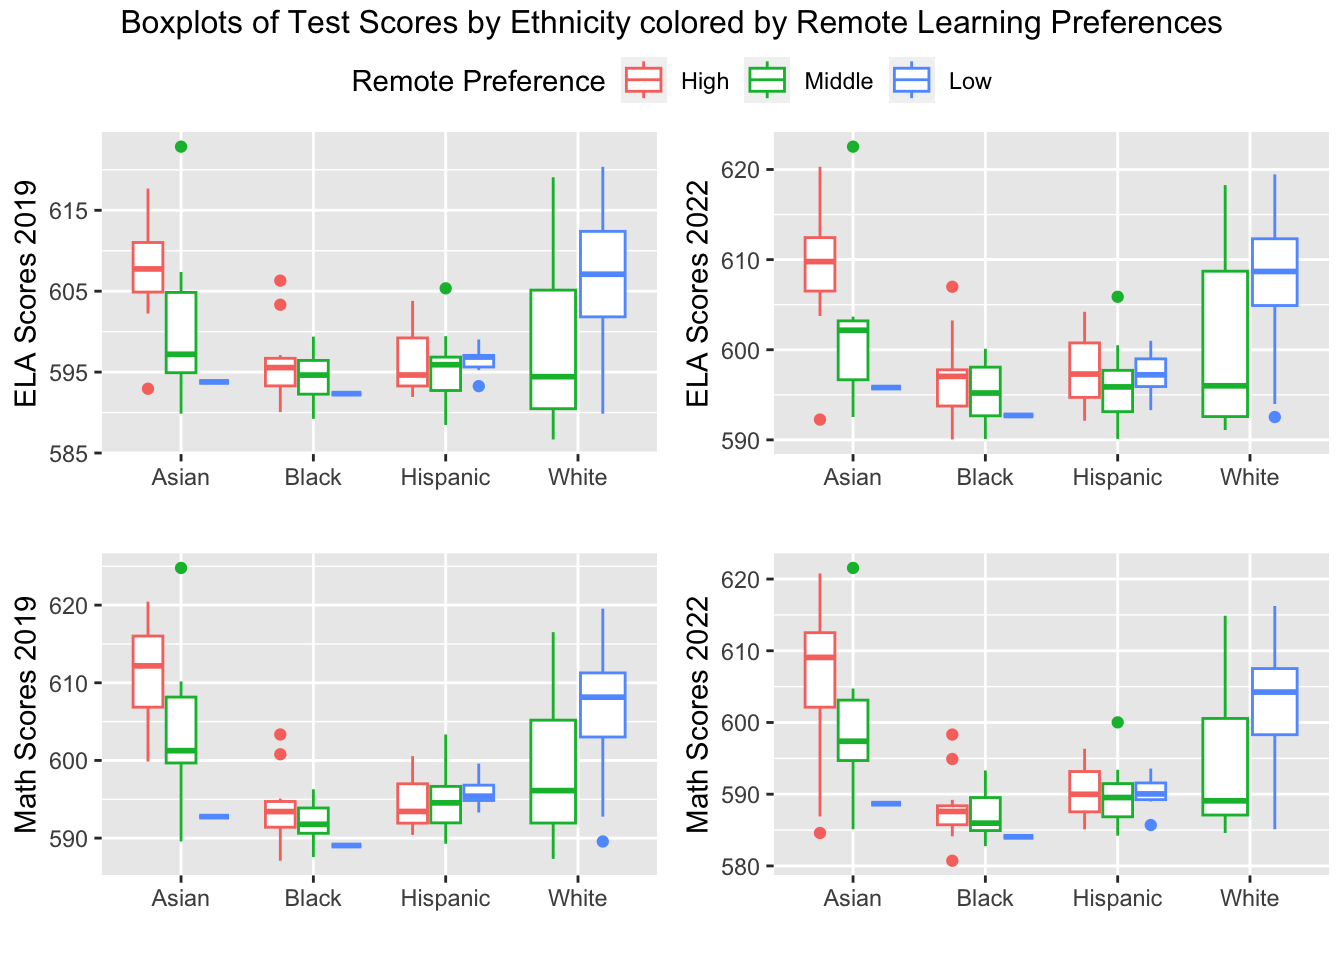 Boxplots of Test Scores by Ethnicity colored by Remote Learning Preferences
Remote Preference High Middle Low
ELA Scores 2019
615
605
595
585
Asian Black Hispanic White
ELA Scores 2022
620
610
600
590
Asian Black Hispanic White
Math Scores 2019
620
610
600
590
Asian Black Hispanic White
Math Scores 2022
620
610
600
590
580
Asian Black Hispanic White